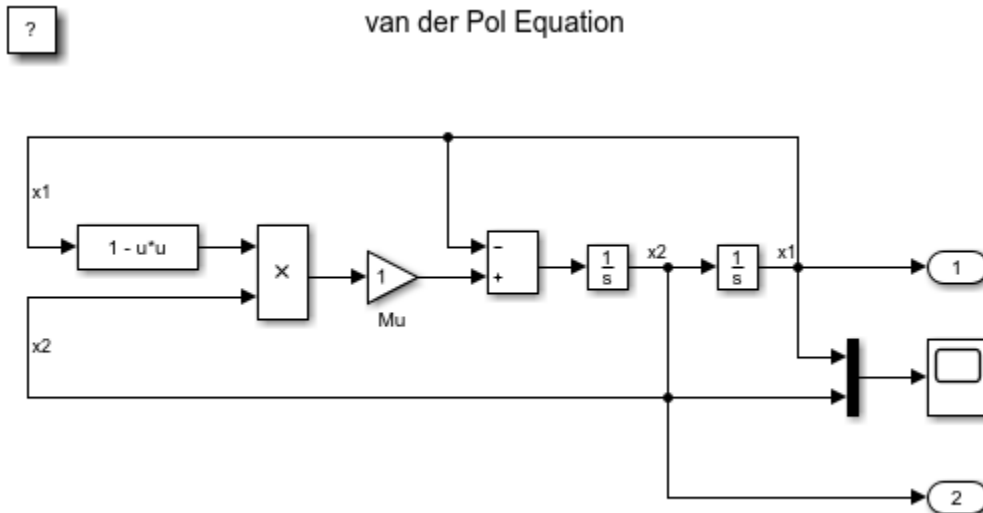 ?
van der Pol Equation
x1
1 - u*u
×
1
Mu
−
+
1
s
x2
1
s
x1
1
x2
2